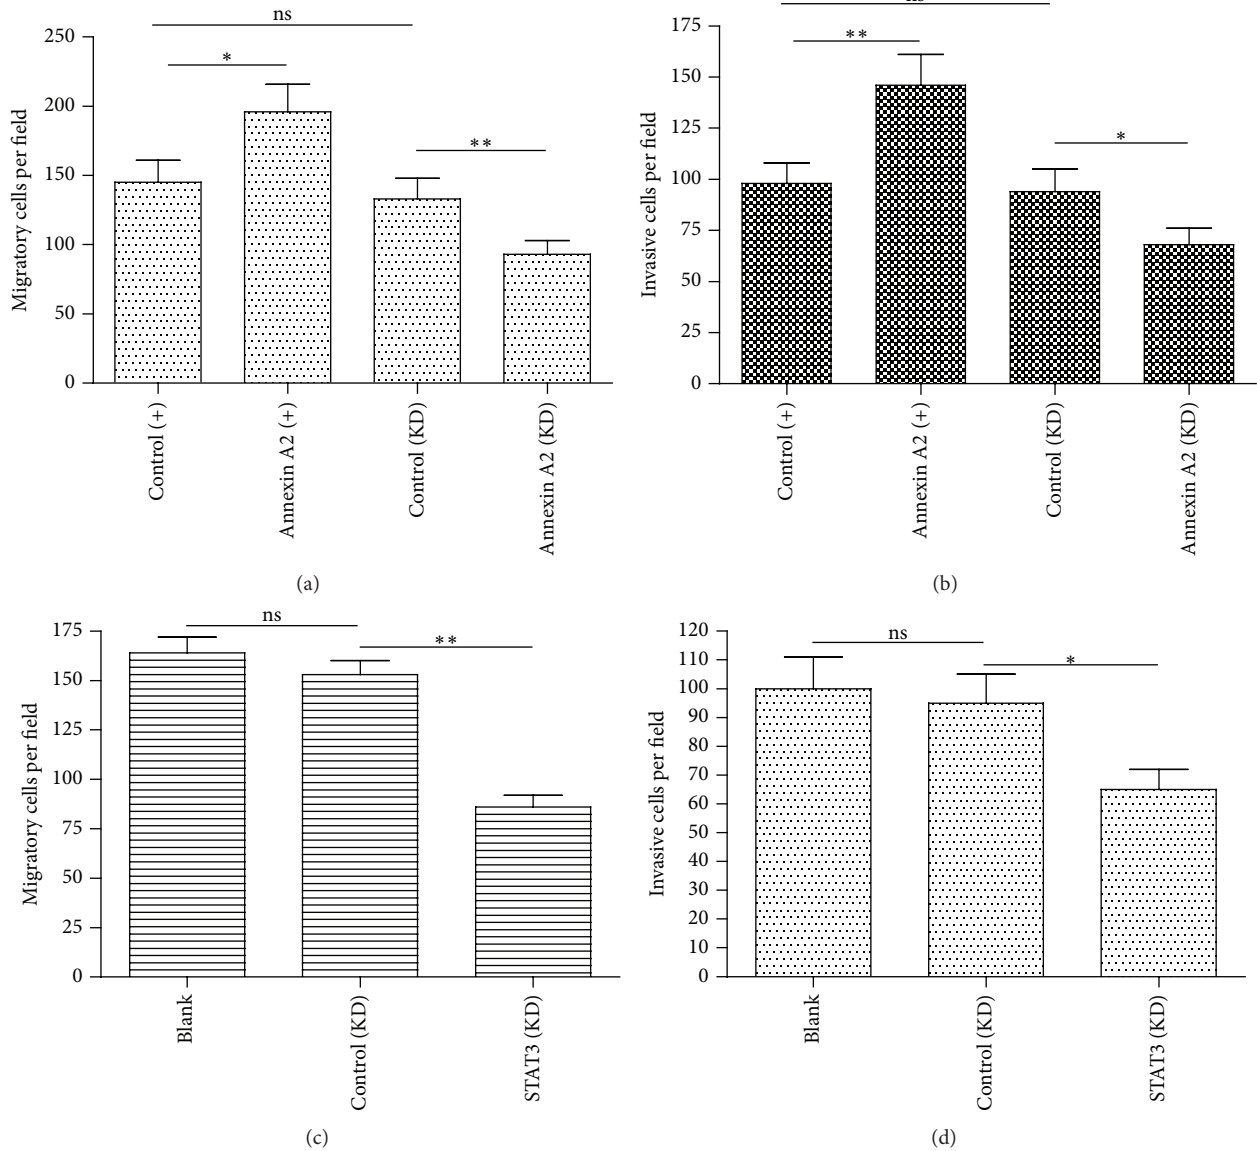 ns
*
**
250
200
150
100
50
0
Migratory cells per field
Control (+)
Annexin A2 (+)
Control (KD)
Annexin A2 (KD)
(a)
ns
**
*
175
150
125
100
75
50
25
0
Invasive cells per field
Control (+)
Annexin A2 (+)
Control (KD)
Annexin A2 (KD)
(b)
ns
**
175
150
125
100
75
50
25
0
Migratory cells per field
Blank
Control (KD)
STAT3 (KD)
(c)
ns
*
120
110
100
90
80
70
60
50
40
30
20
10
0
Invasive cells per field
Blank
Control (KD)
STAT3 (KD)
(d)